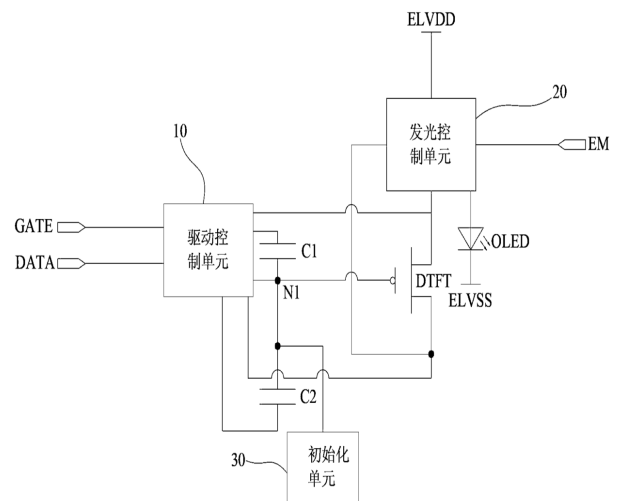 ELVDD
20
发光控
制单元
EM
10
GATE
DATA
驱动控
制单元
C1
N1
DTFT
OLED
ELVSS
C2
30
初始化
单元